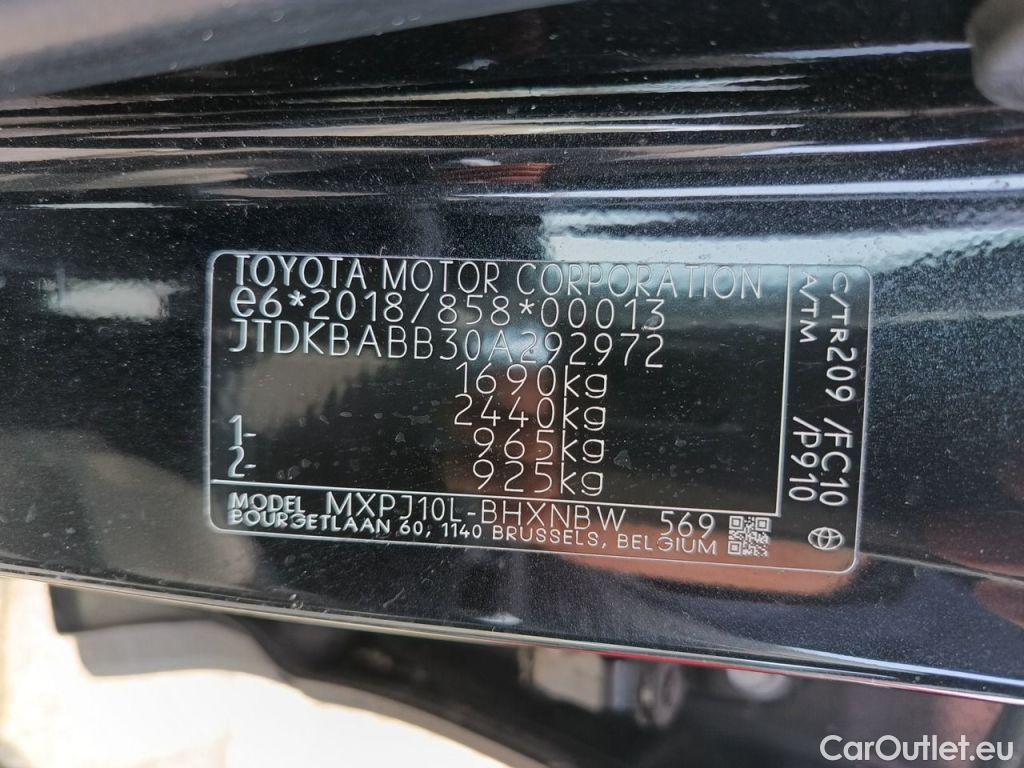 TOYOTA MOTOR CORPORATION
e6*2018/858*00013
JTDKBABB30A292972
1690kg
2440kg
1- 965kg
2- 925kg
MODEL MXPJ10L-BHXNBW 569
BOURGETLAAN 60, 1140 BRUSSELS, BELGIUM
C/TR209 /FC10
A/TM /P910
CarOutlet.eu